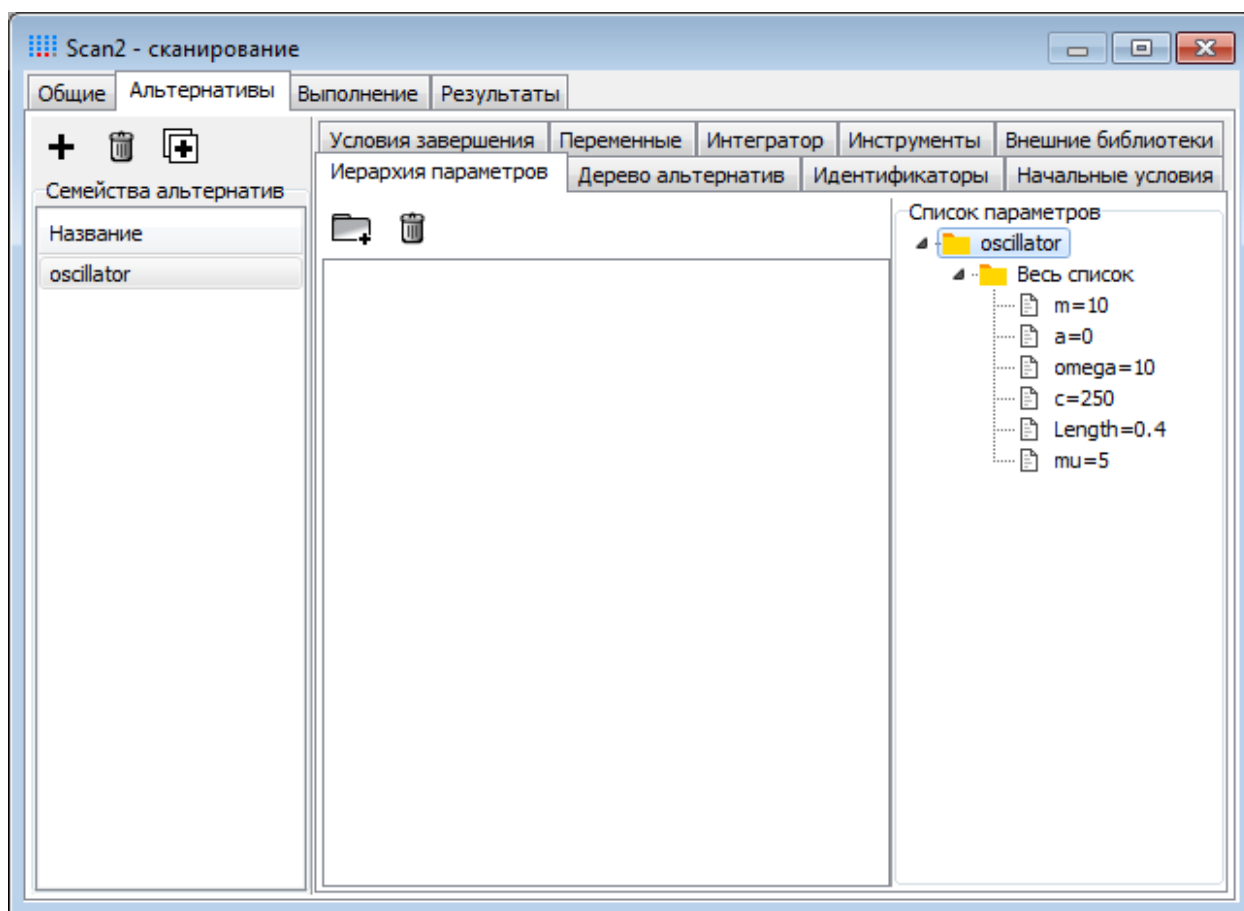 Scan2 - сканирование
Общие Альтернативы Выполнение Результаты
Условия завершения Переменные Интегратор Инструменты Внешние библиотеки
Иерархия параметров Дерево альтернатив Идентификаторы Начальные условия
Семейства альтернатив
Название
oscillator
Список параметров
oscillator
Весь список
m=10
a=0
omega=10
c=250
Length=0.4
mu=5